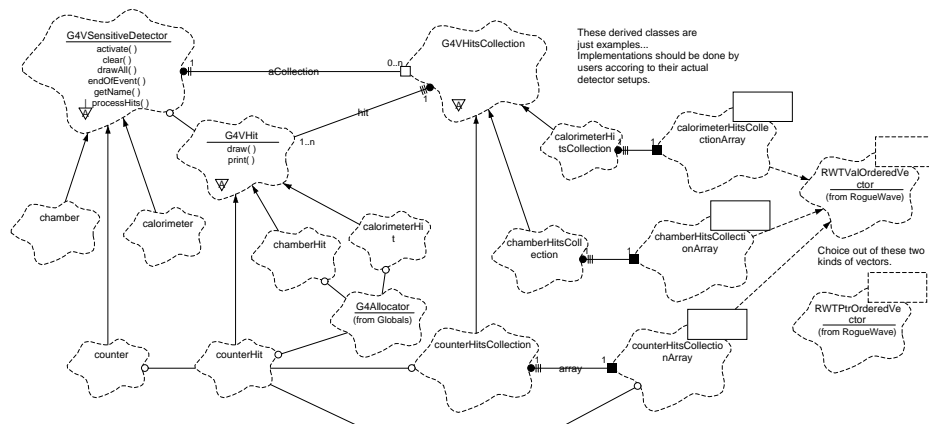 G4VSensitiveDetector
activate( )
clear( )
drawAll( )
endOfEvent( )
getName( )
processHits( )
A
1
aCollection
0..n
G4VHitsCollection
A
1
hit
1..n
G4VHit
draw( )
print( )
A
These derived classes are
just examples...
Implementations should be done by
users accoring to their actual
detector setups.
calorimeterHi
tsCollection
1
1
calorimeterHitsColle
ctionArray
RWTValOrderedVe
ctor
(from RogueWave)
chamber
calorimeter
chamberHit
calorimeterHi
t
chamberHitsColl
ection
1
1
chamberHitsCollecti
onArray
Choice out of these two
kinds of vectors.
G4Allocator
(from Globals)
RWTPtrOrderedVe
ctor
(from RogueWave)
counter
counterHit
counterHitsCollection
1
array
1
counterHitsCollectio
nArray